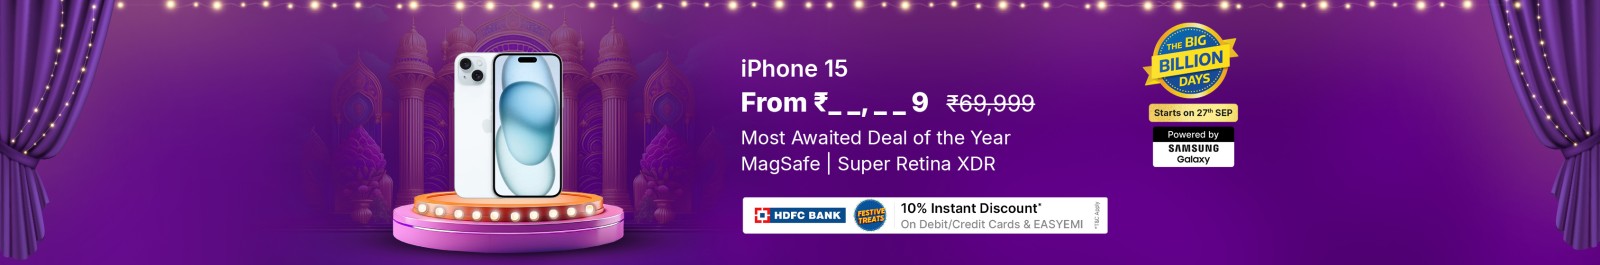 iPhone 15
From ₹_ _,_ _ 9 ₹69,999
Most Awaited Deal of the Year
MagSafe | Super Retina XDR
HDFC BANK
FESTIVE
TREATS
10% Instant Discount*
On Debit/Credit Cards & EASYEMI
*T&C Apply
THE BIG
BILLION
DAYS
Starts on 27th SEP
Powered by
SAMSUNG
Galaxy